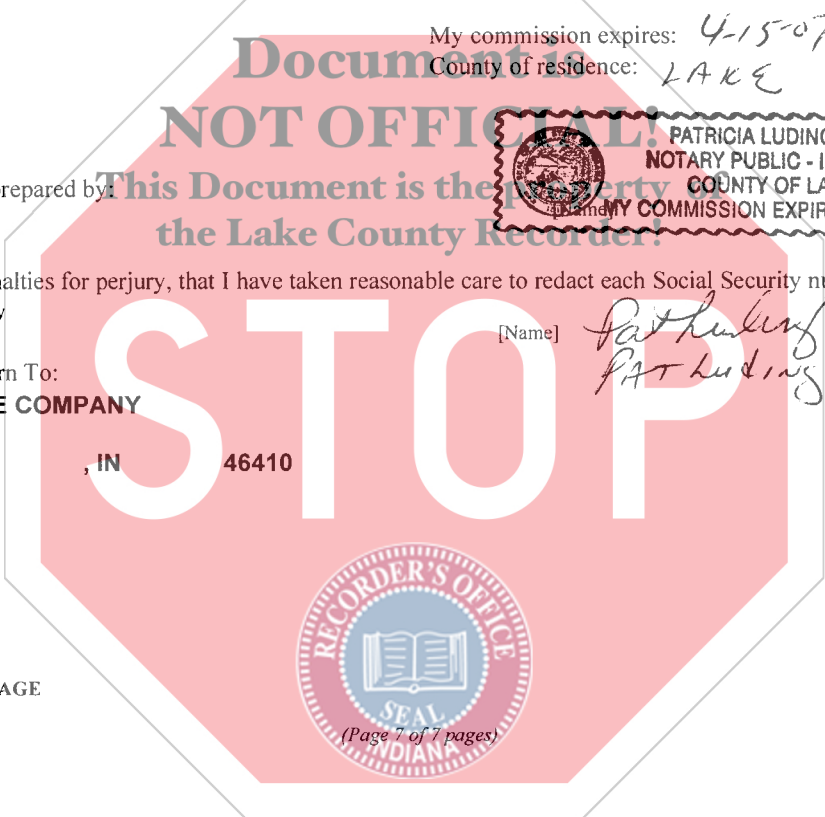 My commission expires: 4-15-07
Document is
County of residence: LAKE
NOT OFFICIAL!
PATRICIA LUDING
NOTARY PUBLIC - I
prepared by:
This Document is the property of
COUNTY OF LA
[Name]
MY COMMISSION EXPIR
the Lake County Recorder!
alties for perjury, that I have taken reasonable care to redact each Social Security nu
y
[Name] Pat Luding
PAT Luding
rn To:
E COMPANY
STOP
, IN 46410
RECORDER'S OFFICE
AGE
SEAL
(Page 7 of 7 pages)
INDIANA